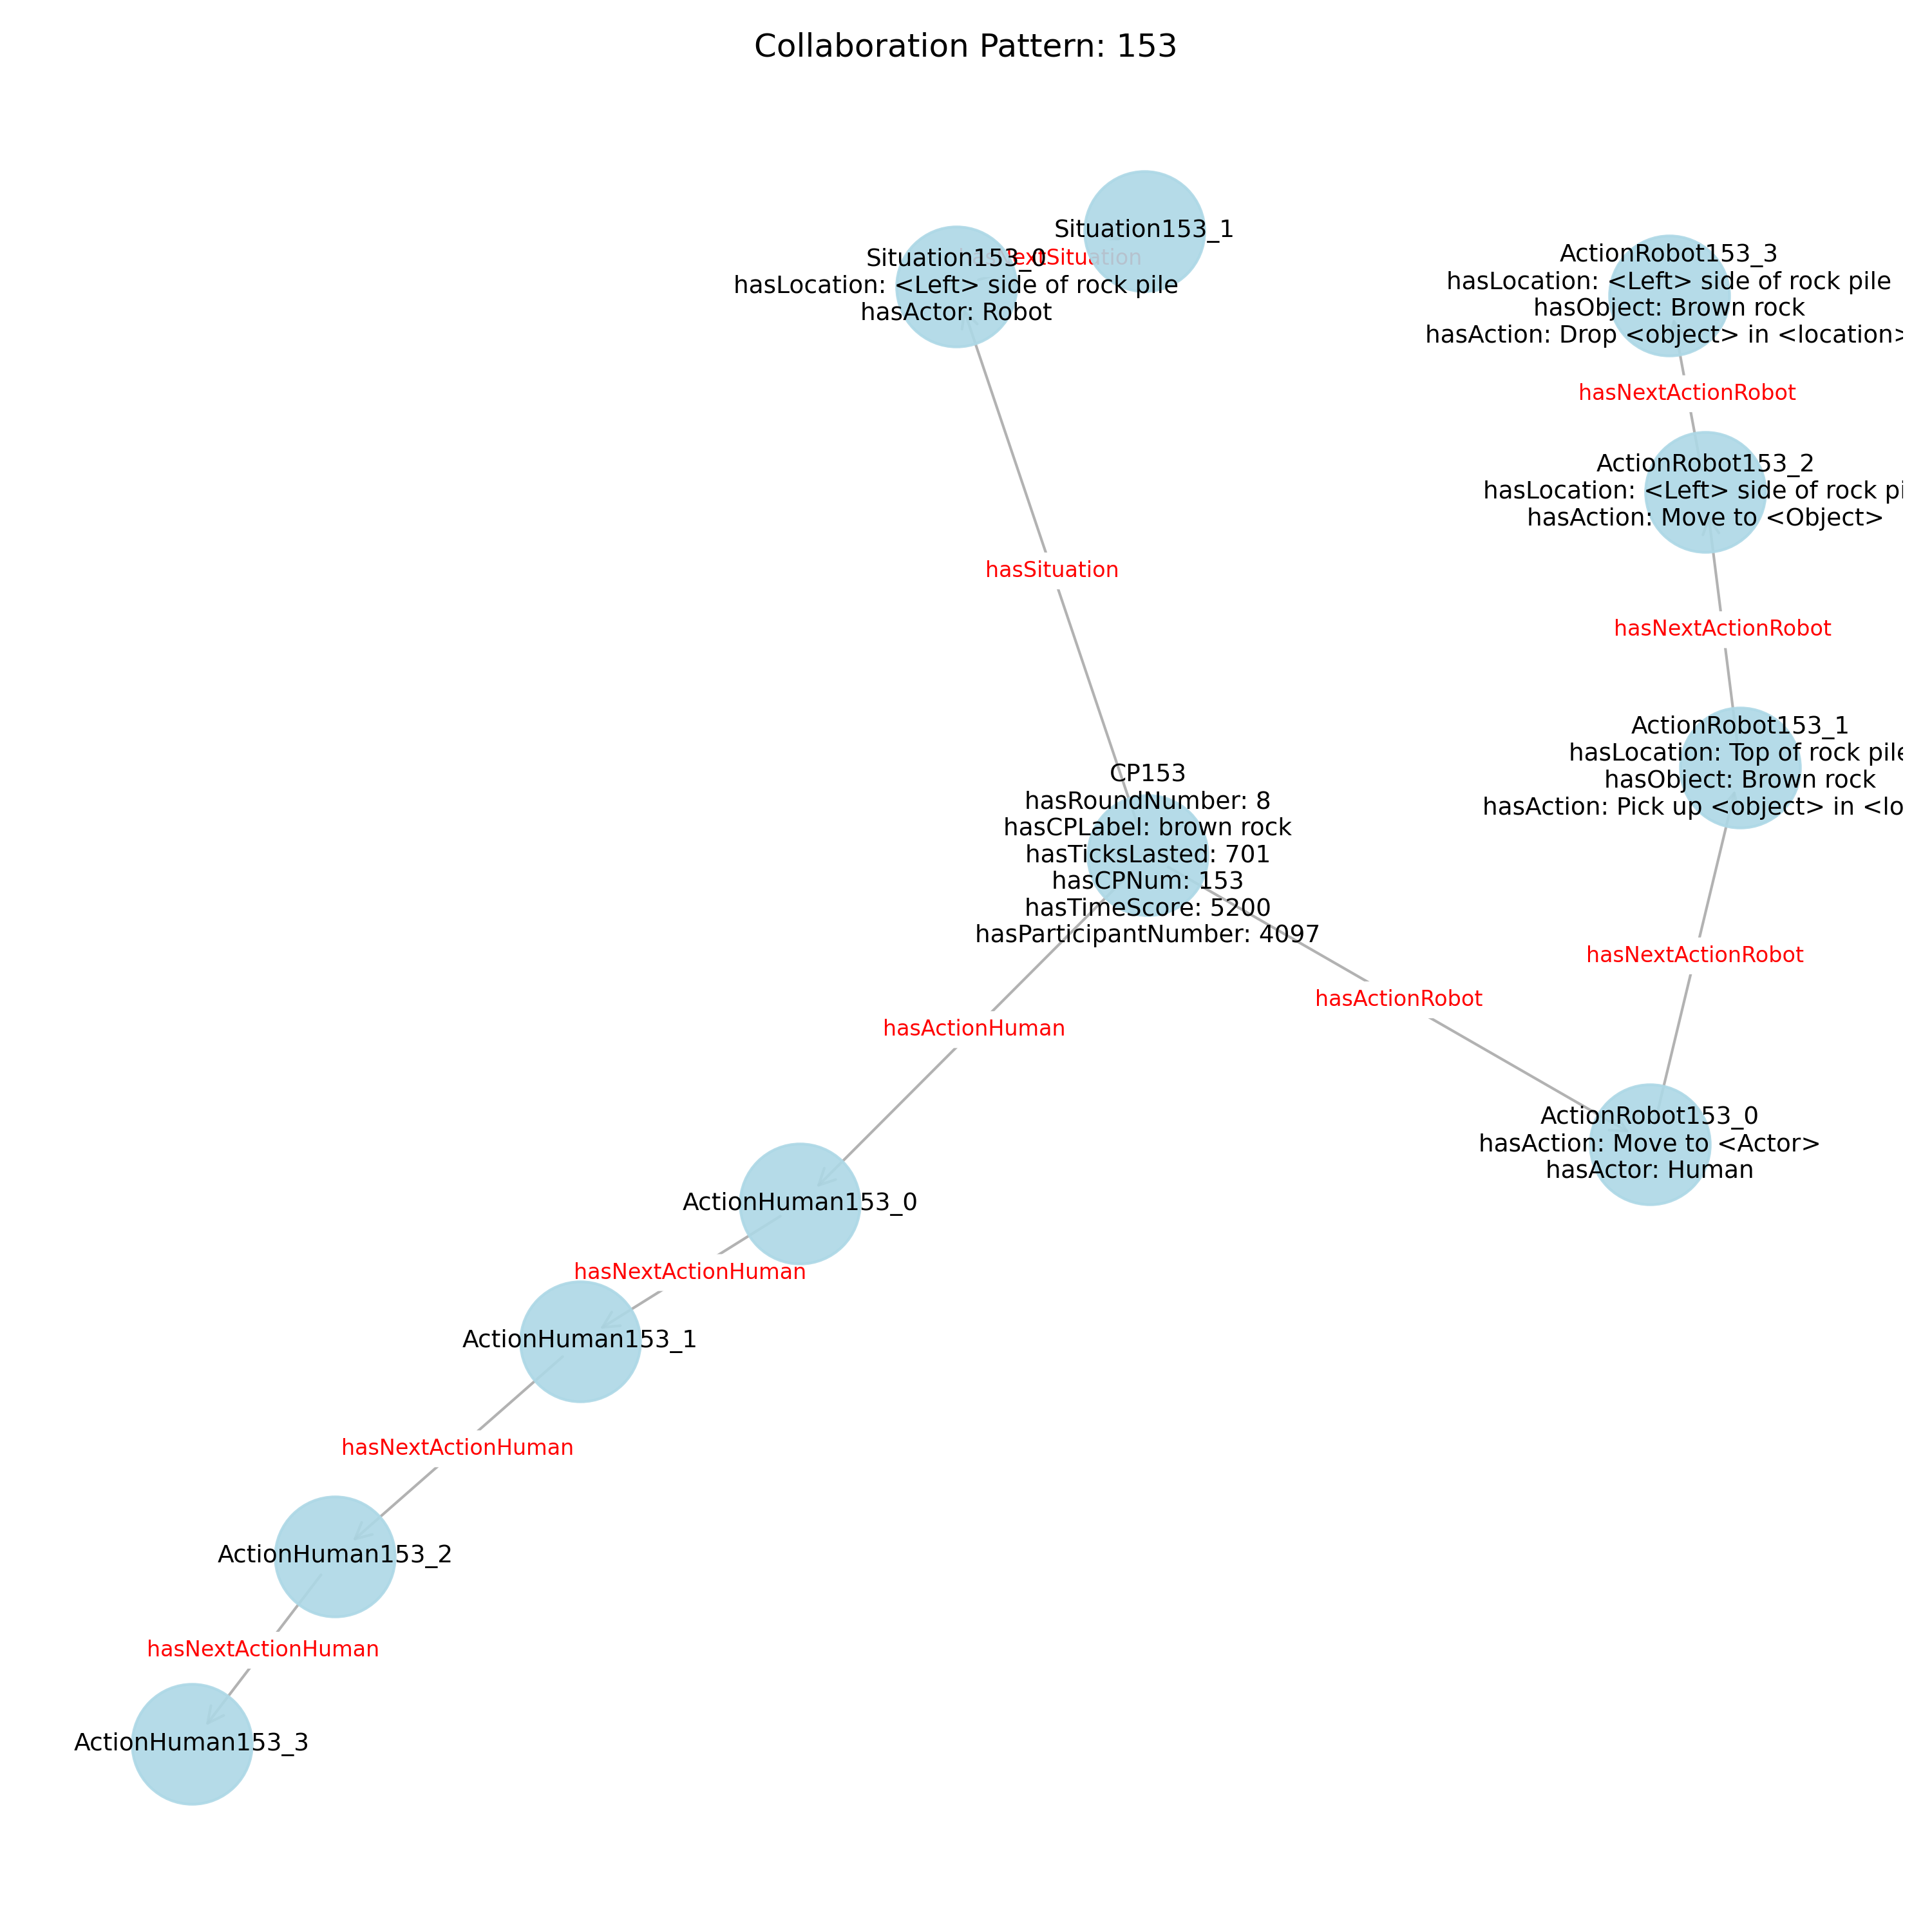 Collaboration Pattern: 153
Situation153_1
Situation153_0
hasLocation: <Left> side of rock pile
hasActor: Robot
ActionRobot153_3
hasLocation: <Left> side of rock pile
hasObject: Brown rock
hasAction: Drop <object> in <location>
hasNextActionRobot
ActionRobot153_2
hasLocation: <Left> side of rock
hasAction: Move to <Object>
hasSituation
hasNextActionRobot
ActionRobot153_1
hasLocation: Top of rock pile
hasObject: Brown rock
hasAction: Pick up <object> in
CP153
hasRoundNumber: 8
hasCPLabel: brown rock
hasTicksLasted: 701
hasCPNum: 153
hasTimeScore: 5200
hasParticipantNumber: 4097
hasNextActionRobot
hasActionRobot
hasActionHuman
ActionRobot153_0
hasAction: Move to <Actor>
hasActor: Human
ActionHuman153_0
hasNextActionHuman
ActionHuman153_1
hasNextActionHuman
ActionHuman153_2
hasNextActionHuman
ActionHuman153_3